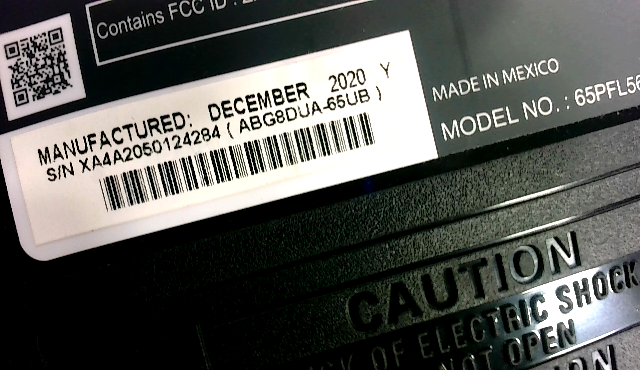 Contains FCC ID :
MANUFACTURED: DECEMBER 2020 Y
S/N XA4A2050124284 ( ABG8DUA-65UB )
MADE IN MEXICO
MODEL NO. : 65PFL56
CAUTION
OF ELECTRIC SHOCK
NOT OPEN